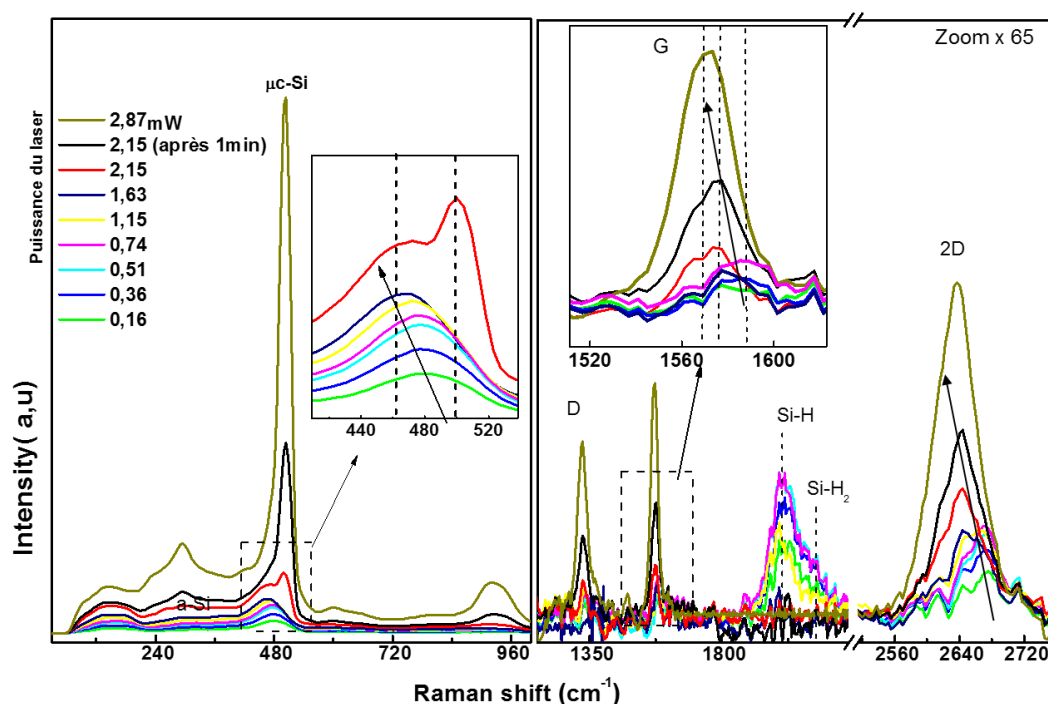 μc-Si
Puissance du laser
2,87mW
2,15 (après 1min)
2,15
1,63
1,15
0,74
0,51
0,36
0,16
440 480 520
a-Si
240 480 720 960
Intensity( a,u)
G
1520 1560 1600
Zoom x 65
D
Si-H
Si-H2
2D
1350 1800 2560 2640 2720
Raman shift (cm-1)